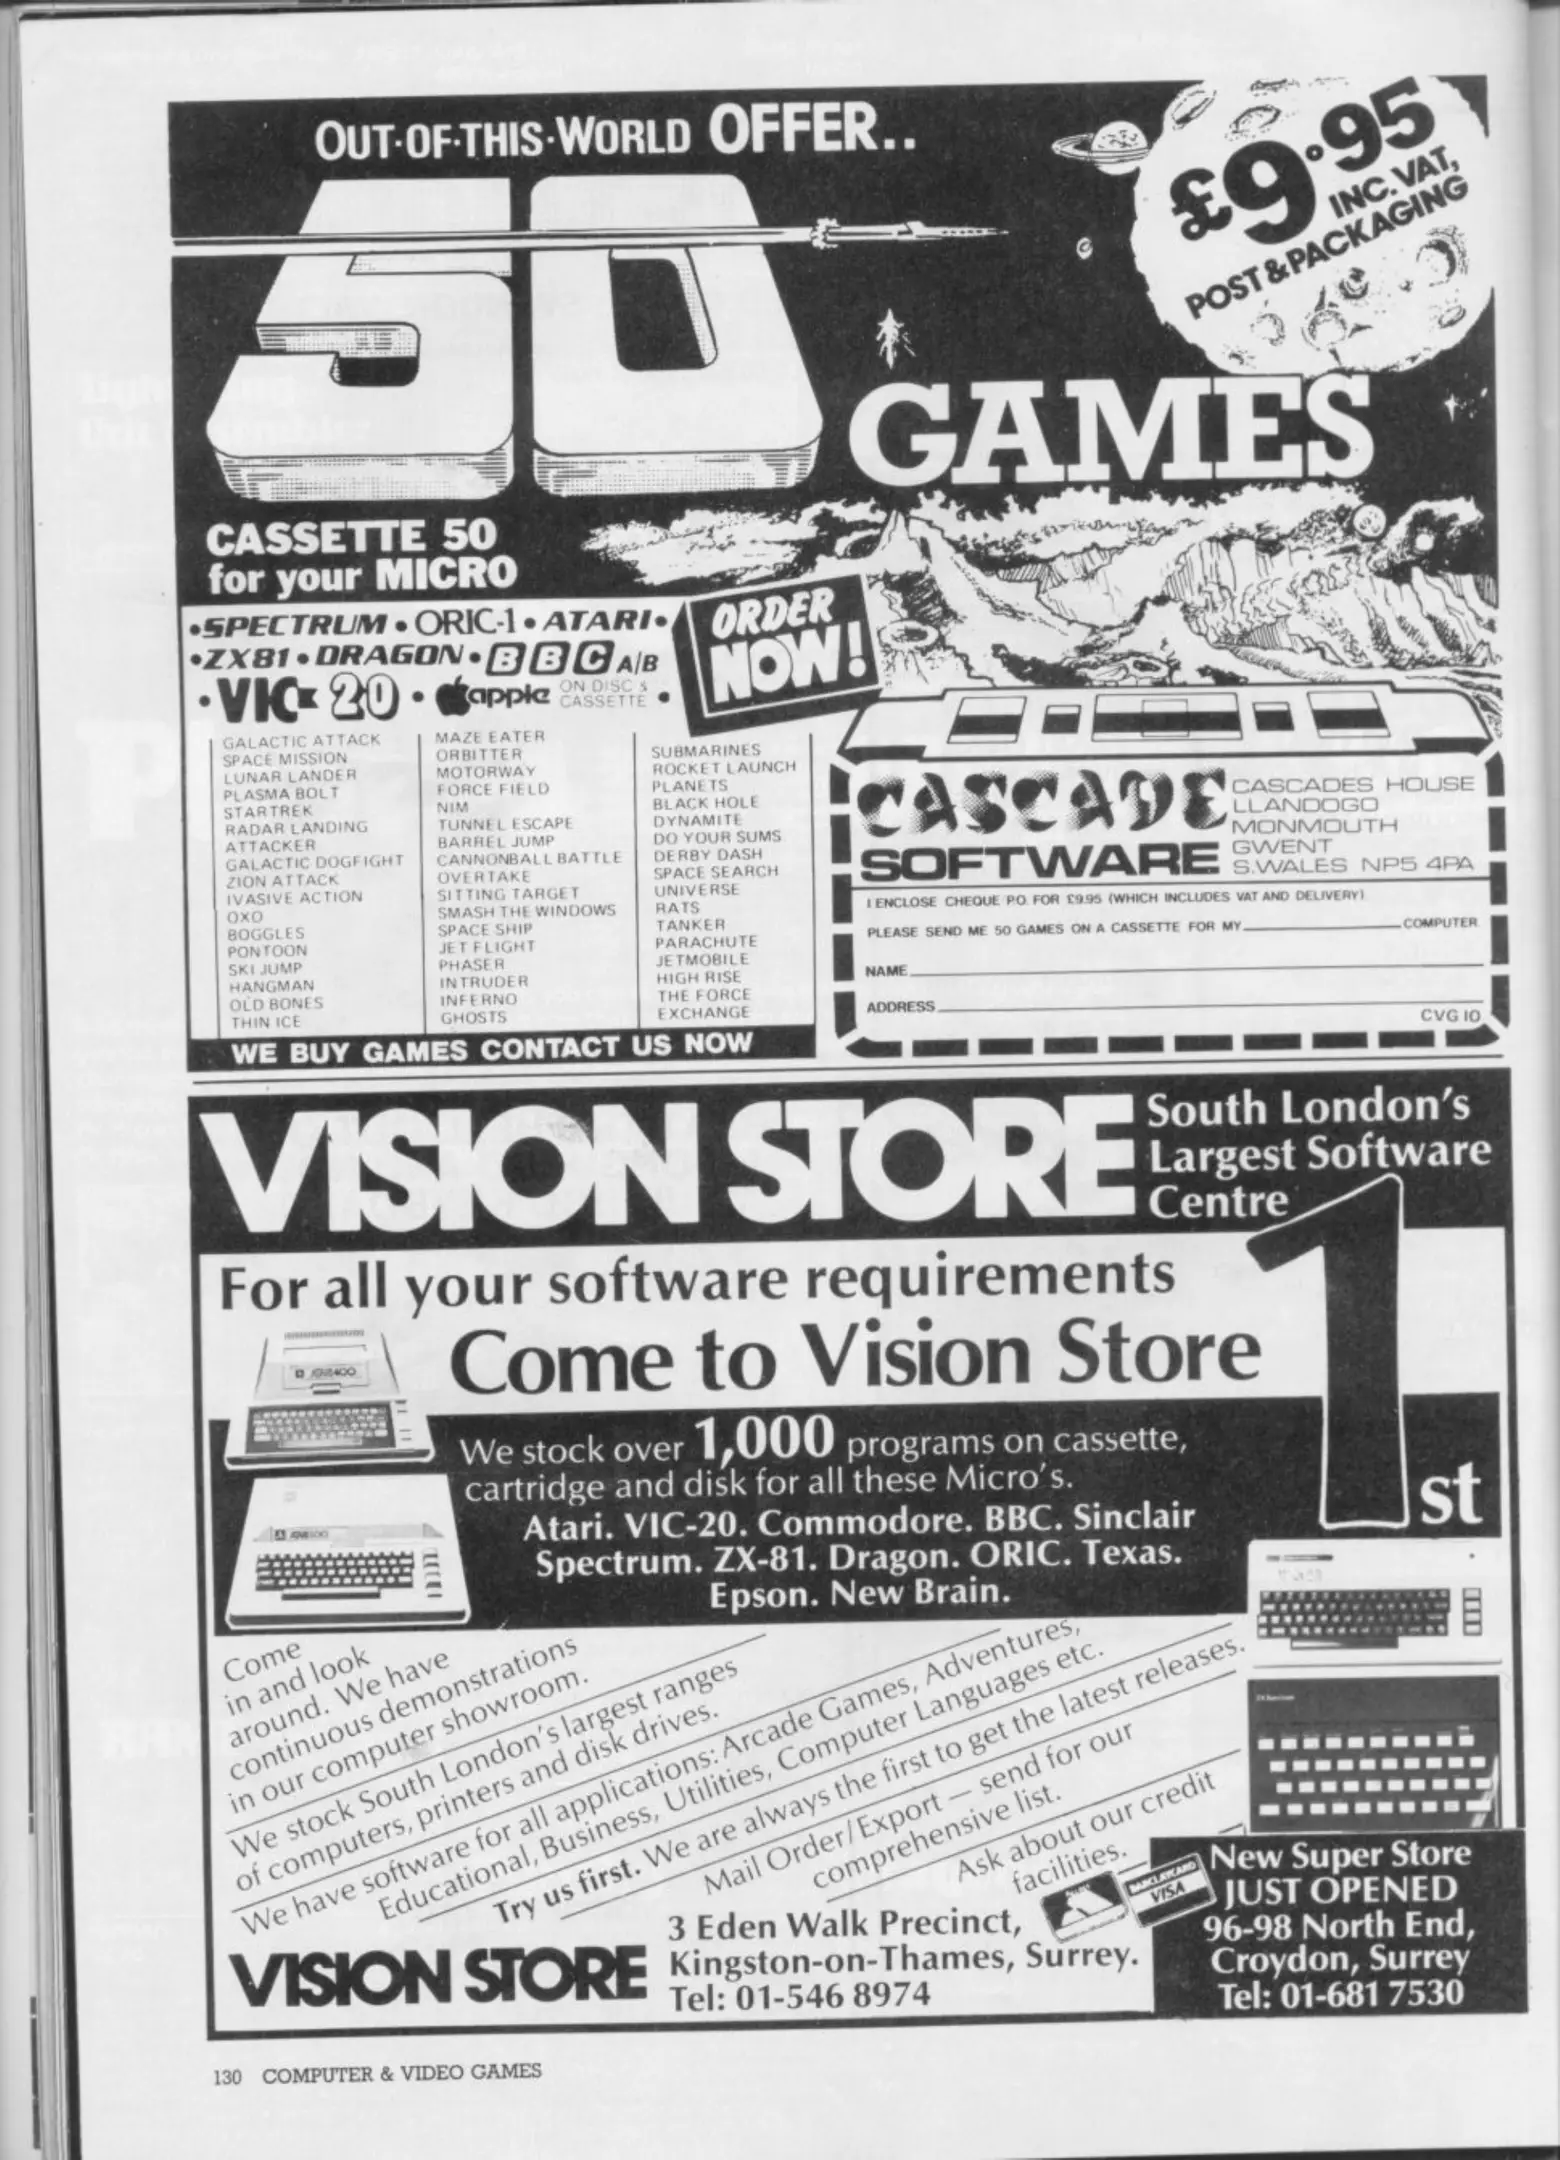 OUT·OF·THIS·WORLD OFFER..
£9·95
INC. VAT,
POST & PACKAGING
50
GAMES
CASSETTE 50
for your MICRO
•SPECTRUM • ORIC-1 • ATARI•
•ZX81 • DRAGON • BBC A/B
• VIC 20 • apple ON DISC & CASSETTE •
ORDER
NOW!
GALACTIC ATTACK
SPACE MISSION
LUNAR LANDER
PLASMA BOLT
STARTREK
RADAR LANDING
ATTACKER
GALACTIC DOGFIGHT
ZION ATTACK
IVASIVE ACTION
OXO
BOGGLES
PONTOON
SKI JUMP
HANGMAN
OLD BONES
THIN ICE
MAZE EATER
ORBITTER
MOTORWAY
FORCE FIELD
NIM
TUNNEL ESCAPE
BARREL JUMP
CANNONBALL BATTLE
OVERTAKE
SITTING TARGET
SMASH THE WINDOWS
SPACE SHIP
JET FLIGHT
PHASER
INTRUDER
INFERNO
GHOSTS
SUBMARINES
ROCKET LAUNCH
PLANETS
BLACK HOLE
DYNAMITE
DO YOUR SUMS
DERBY DASH
SPACE SEARCH
UNIVERSE
RATS
TANKER
PARACHUTE
JETMOBILE
HIGH RISE
THE FORCE
EXCHANGE
WE BUY GAMES CONTACT US NOW
CASCADE
SOFTWARE
CASCADES HOUSE
LLANDOGO
MONMOUTH
GWENT
S.WALES NP5 4PA
I ENCLOSE CHEQUE P.O. FOR £9.95 (WHICH INCLUDES VAT AND DELIVERY)
PLEASE SEND ME 50 GAMES ON A CASSETTE FOR MY COMPUTER
NAME
ADDRESS
CVG 10
VISION STORE
South London's
Largest Software
Centre
For all your software requirements
Come to Vision Store
1st
We stock over 1,000 programs on cassette,
cartridge and disk for all these Micro's.
Atari. VIC-20. Commodore. BBC. Sinclair
Spectrum. ZX-81. Dragon. ORIC. Texas.
Epson. New Brain.
Come
in and look
around. We have
continuous demonstrations
in our computer showroom.
We stock South London's largest ranges
of computers, printers and disk drives.
We have software for all applications: Arcade Games, Adventures,
Educational, Business, Utilities, Computer Languages etc.
Try us first. We are always the first to get the latest releases.
Mail Order/Export — send for our
comprehensive list.
Ask about our credit
facilities.
BARCLAYCARD
VISA
VISION STORE
3 Eden Walk Precinct,
Kingston-on-Thames, Surrey.
Tel: 01-546 8974
New Super Store
JUST OPENED
96-98 North End,
Croydon, Surrey
Tel: 01-681 7530
130 COMPUTER & VIDEO GAMES